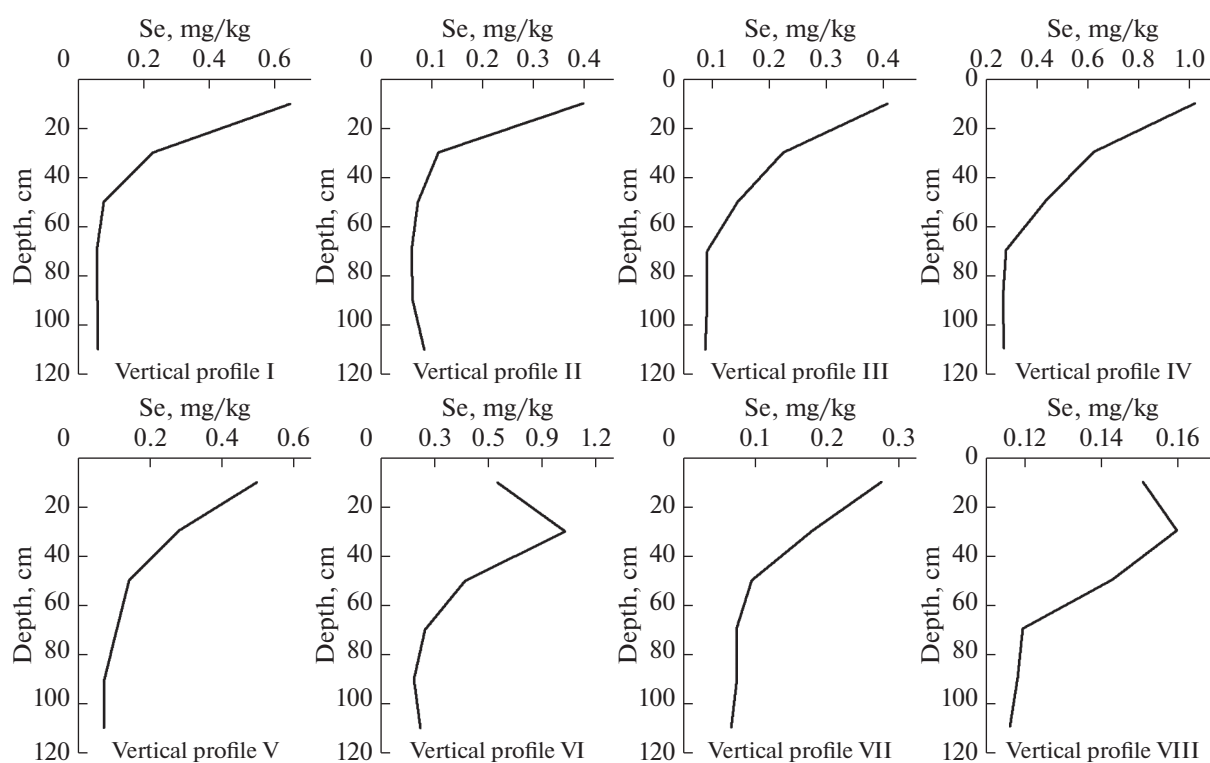 Se, mg/kg
0 0.2 0.4 0.6
20
40
60
80
100
120
Depth, cm
Vertical profile I
Se, mg/kg
0 0.1 0.2 0.3 0.4
20
40
60
80
100
120
Depth, cm
Vertical profile II
Se, mg/kg
0.1 0.2 0.3 0.4
0
20
40
60
80
100
120
Depth, cm
Vertical profile III
Se, mg/kg
0.2 0.4 0.6 0.8 1.0
0
20
40
60
80
100
120
Depth, cm
Vertical profile IV
Se, mg/kg
0 0.2 0.4 0.6
20
40
60
80
100
120
Depth, cm
Vertical profile V
Se, mg/kg
0 0.3 0.5 0.9 1.2
20
40
60
80
100
120
Depth, cm
Vertical profile VI
Se, mg/kg
0 0.1 0.2 0.3
20
40
60
80
100
120
Depth, cm
Vertical profile VII
Se, mg/kg
0.12 0.14 0.16
0
20
40
60
80
100
120
Depth, cm
Vertical profile VIII